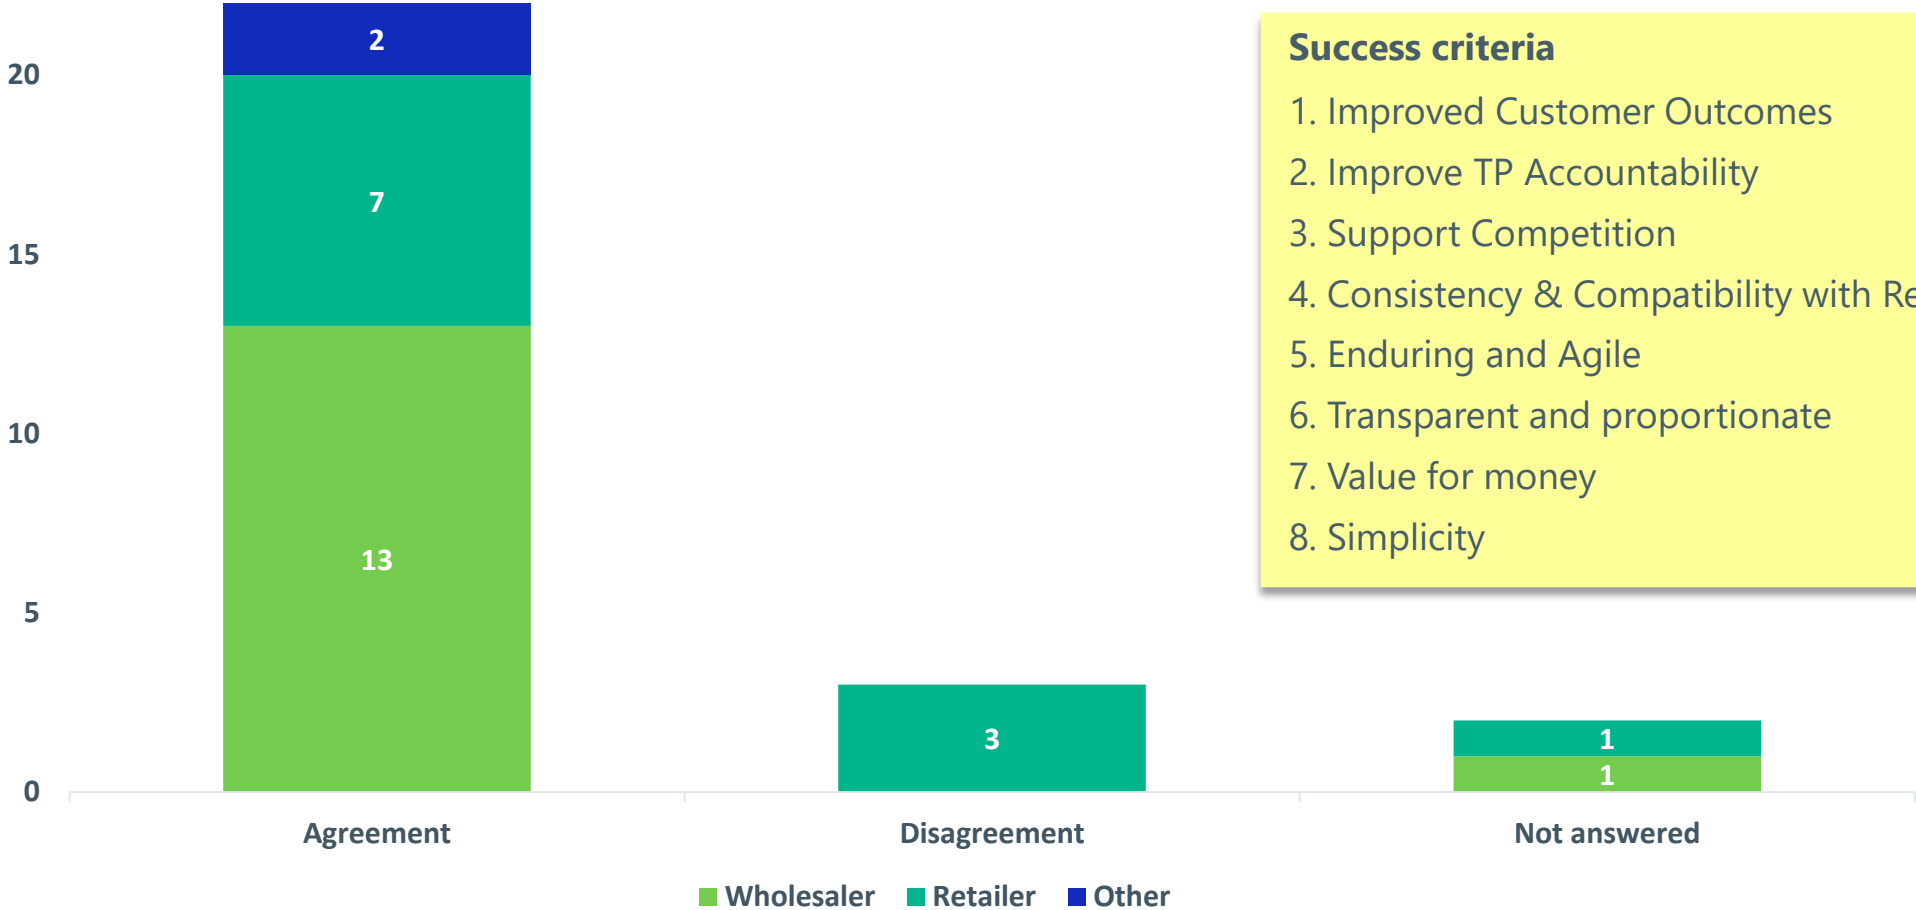 2
20
7
15
10
13
5
3
1
1
0
Agreement
Disagreement
Not answered
Wholesaler Retailer Other
Success criteria
1. Improved Customer Outcomes
2. Improve TP Accountability
3. Support Competition
4. Consistency & Compatibility with
5. Enduring and Agile
6. Transparent and proportionate
7. Value for money
8. Simplicity